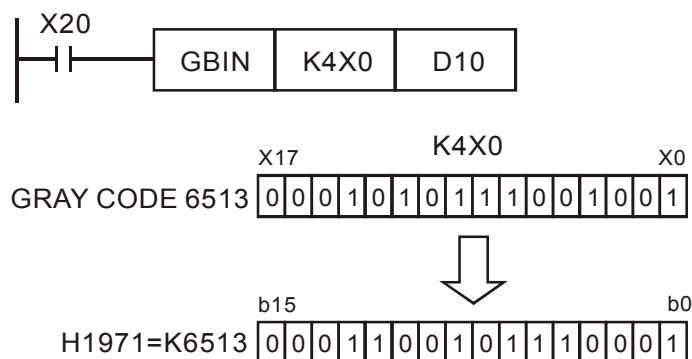 X20
GBIN K4X0 D10
K4X0
X17 X0
GRAY CODE 6513 0 0 0 1 0 1 0 1 1 1 0 0 1 0 0 1
b15 b0
H1971=K6513 0 0 0 1 1 0 0 1 0 1 1 1 0 0 0 1